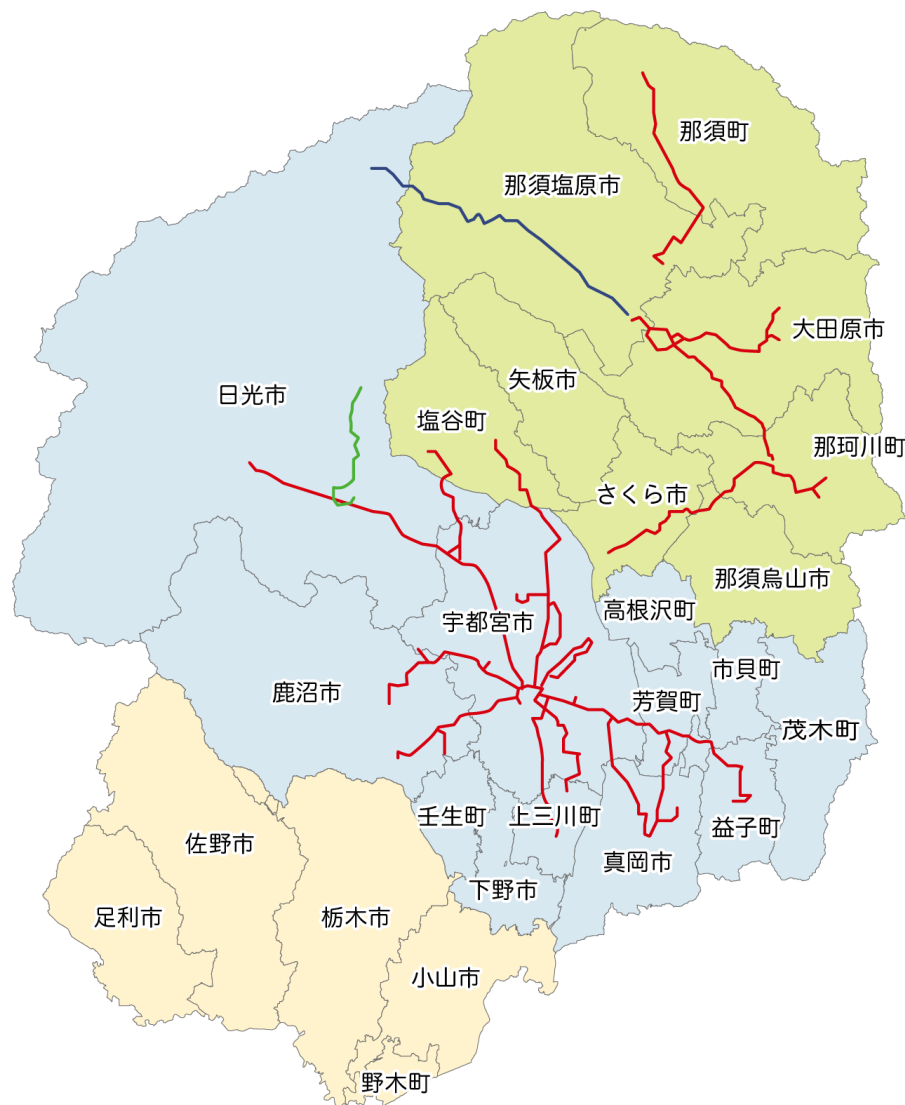 那須町
那須塩原市
大田原市
矢板市
日光市
塩谷町
那珂川町
さくら市
那須烏山市
高根沢町
宇都宮市
市貝町
鹿沼市
芳賀町
茂木町
壬生町
上三川町
益子町
佐野市
真岡市
下野市
足利市
栃木市
小山市
野木町